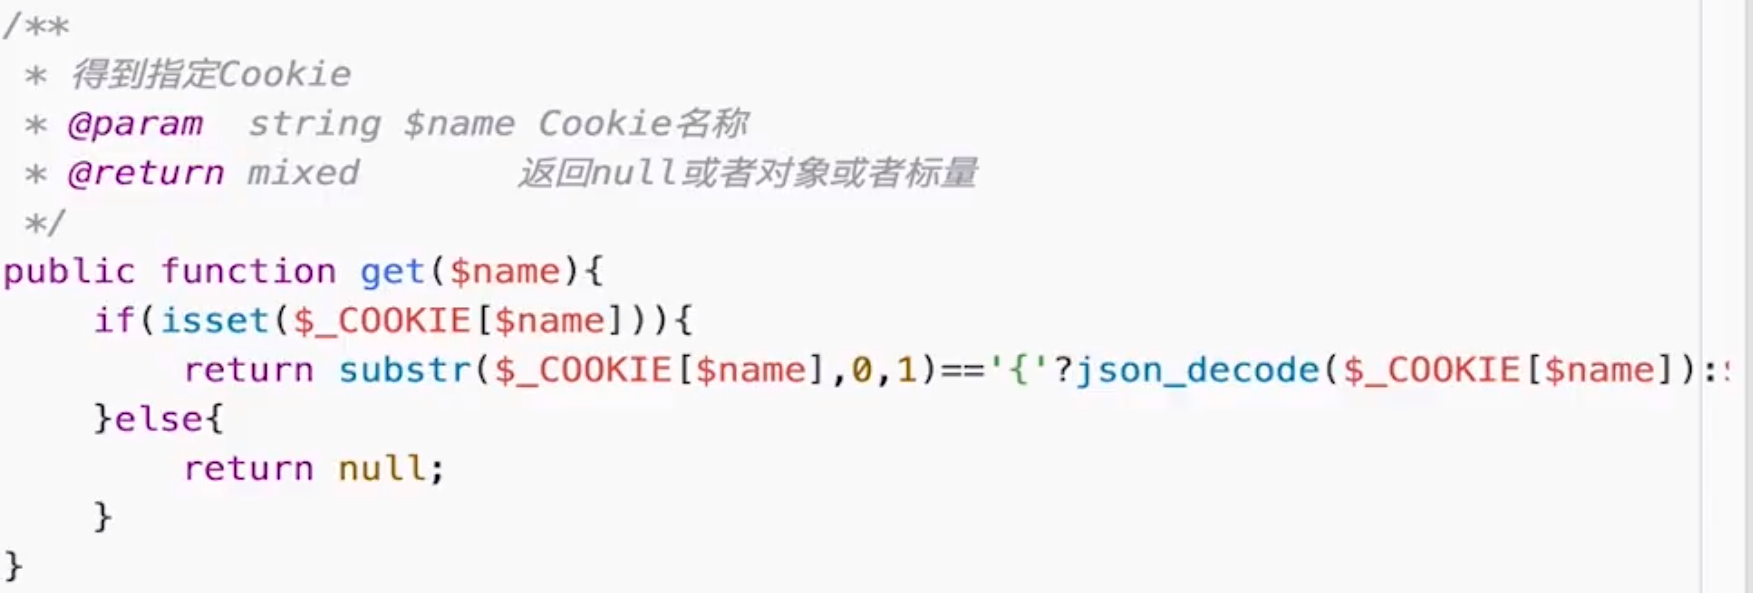 /**
 * 得到指定Cookie
 * @param  string $name Cookie名称
 * @return mixed       返回null或者对象或者标量
 */
public function get($name){
    if(isset($_COOKIE[$name])){
        return substr($_COOKIE[$name],0,1)=='{'?json_decode($_COOKIE[$name]):
    }else{
        return null;
    }
}